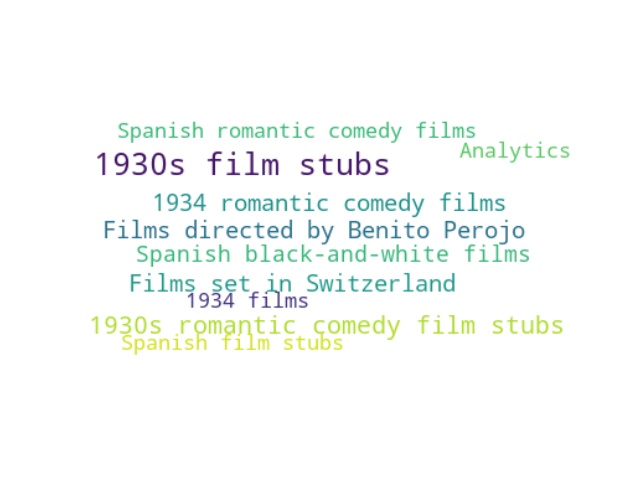 Spanish romantic comedy films
Analytics
1930s film stubs
1934 romantic comedy films
Films directed by Benito Perojo
Spanish black-and-white films
Films set in Switzerland
1934 films
1930s romantic comedy film stubs
Spanish film stubs